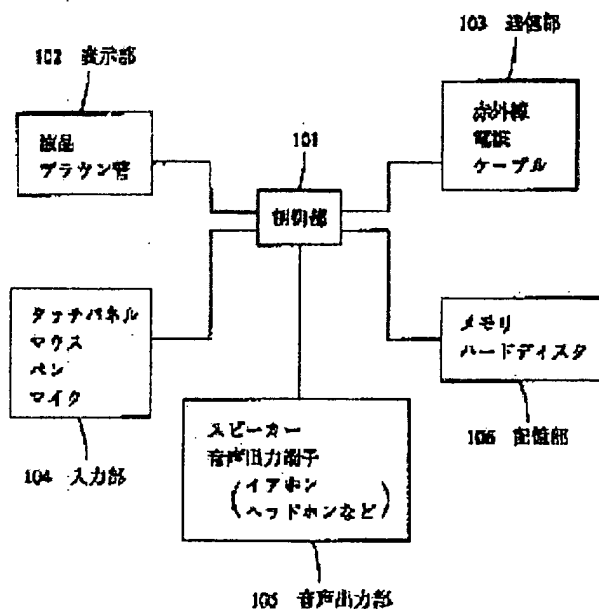 103 通信部
102 表示部
赤外線
電波
ケーブル
液晶
ブラウン管
101
制御部
タッチパネル
マウス
ペン
マイク
メモリ
ハードディスク
スピーカー
音声出力端子
(イアホン
ヘッドホンなど)
106 記憶部
104 入力部
105 音声出力部